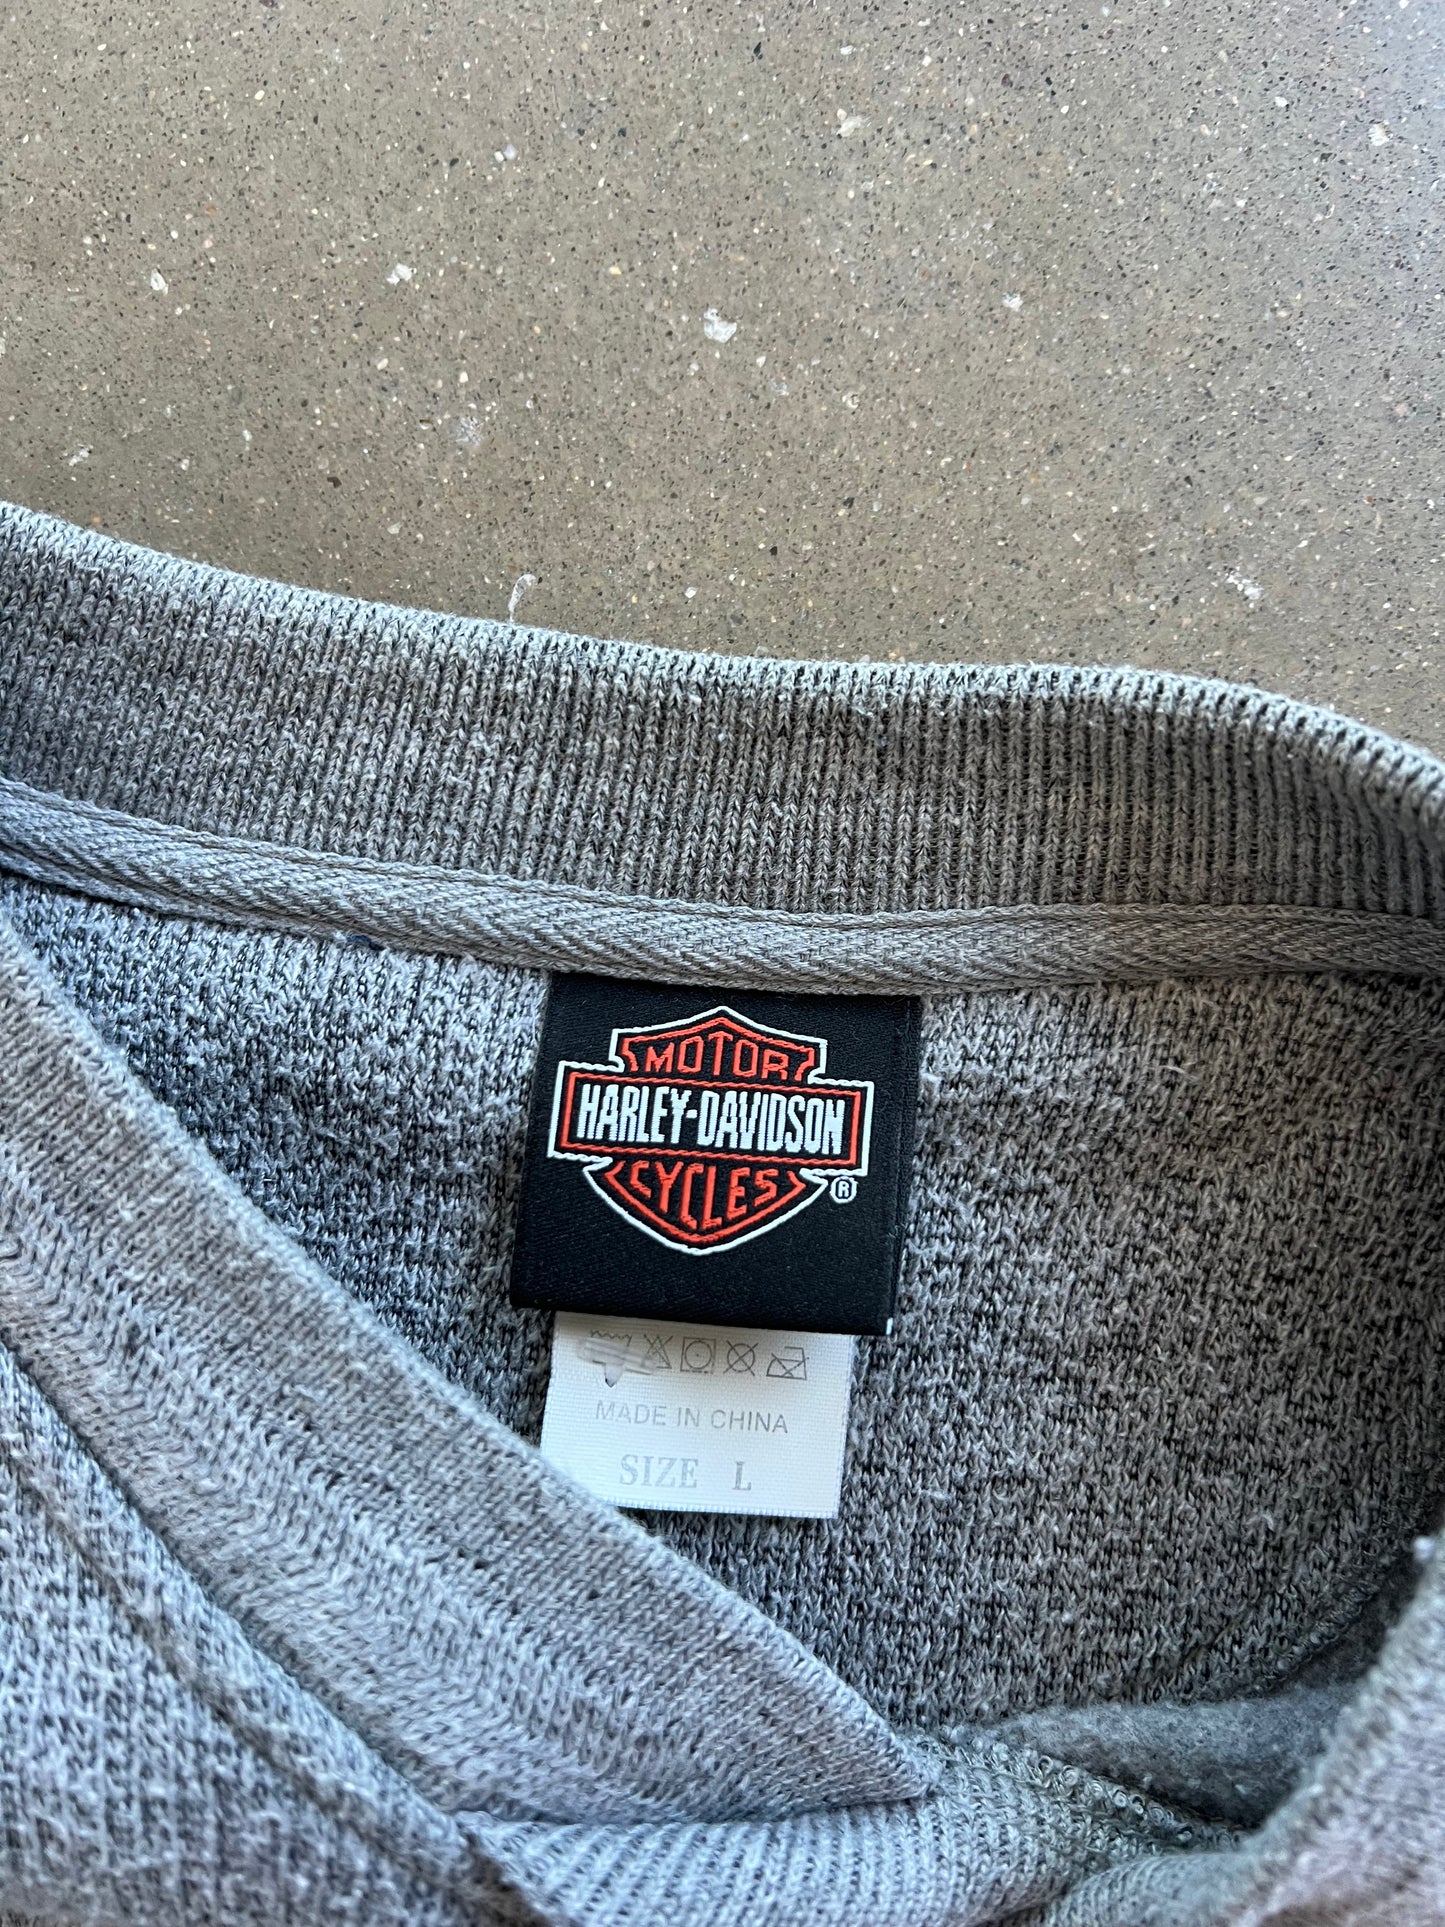 MOTOR
HARLEY-DAVIDSON
CYCLES
®
MADE IN CHINA
SIZE L